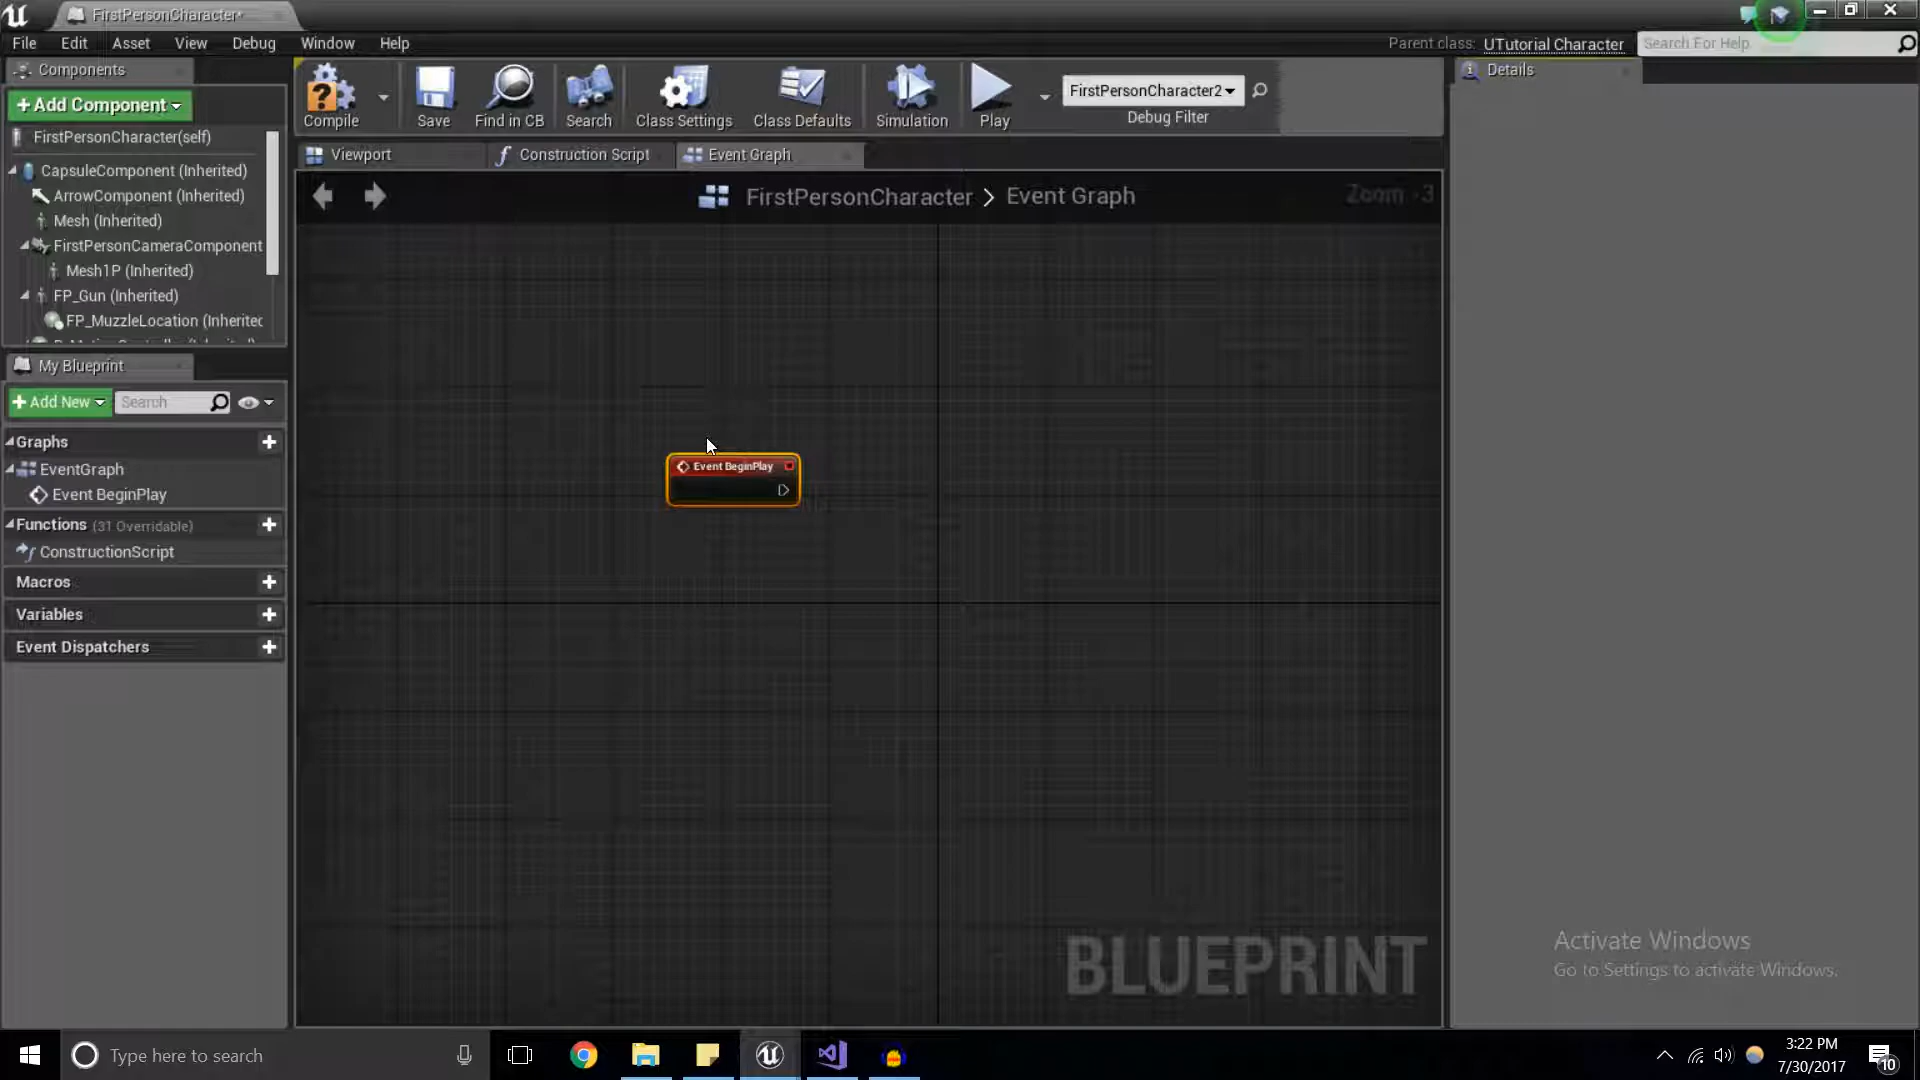 FirstPersonCharacter*
File Edit Asset View Debug Window Help
Parent class: UTutorial Character Search For Help
Components
+ Add Component
FirstPersonCharacter(self)
CapsuleComponent (Inherited)
ArrowComponent (Inherited)
Mesh (Inherited)
FirstPersonCameraComponent
Mesh1P (Inherited)
FP_Gun (Inherited)
FP_MuzzleLocation (Inherited
Compile Save Find in CB Search Class Settings Class Defaults Simulation Play
FirstPersonCharacter2
Debug Filter
Viewport Construction Script Event Graph
FirstPersonCharacter > Event Graph
Zoom -3
Event BeginPlay
BLUEPRINT
My Blueprint
+ Add New Search
Graphs
EventGraph
Event BeginPlay
Functions (31 Overridable)
ConstructionScript
Macros
Variables
Event Dispatchers
Details
Activate Windows
Go to Settings to activate Windows.
Type here to search
3:22 PM
7/30/2017
10